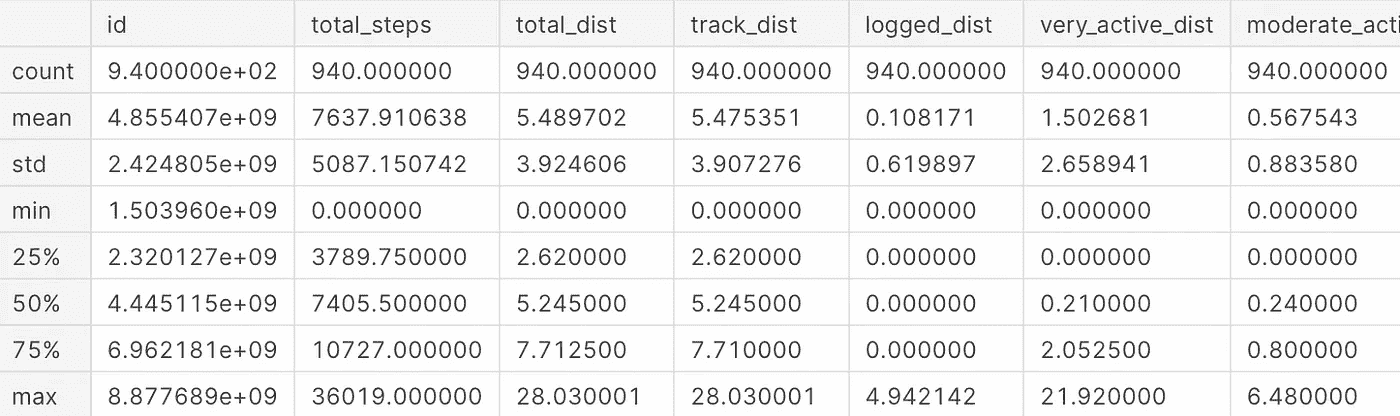 id total_steps total_dist track_dist logged_dist very_active_dist moderate_acti
count 9.400000e+02 940.000000 940.000000 940.000000 940.000000 940.000000 940.000000
mean 4.855407e+09 7637.910638 5.489702 5.475351 0.108171 1.502681 0.567543
std 2.424805e+09 5087.150742 3.924606 3.907276 0.619897 2.658941 0.883580
min 1.503960e+09 0.000000 0.000000 0.000000 0.000000 0.000000 0.000000
25% 2.320127e+09 3789.750000 2.620000 2.620000 0.000000 0.000000 0.000000
50% 4.445115e+09 7405.500000 5.245000 5.245000 0.000000 0.210000 0.240000
75% 6.962181e+09 10727.000000 7.712500 7.710000 0.000000 2.052500 0.800000
max 8.877689e+09 36019.000000 28.030001 28.030001 4.942142 21.920000 6.480000